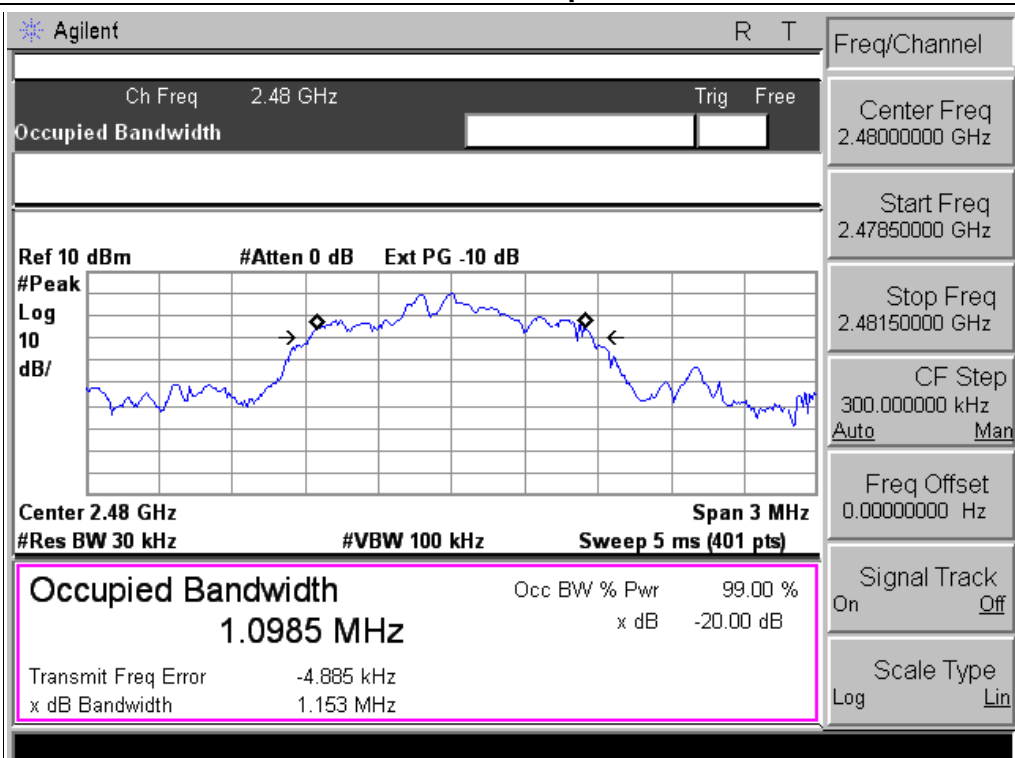 Agilent R T
Ch Freq 2.48 GHz Trig Free
Occupied Bandwidth
Ref 10 dBm #Atten 0 dB Ext PG -10 dB
#Peak
Log
10
dB/
Center 2.48 GHz Span 3 MHz
#Res BW 30 kHz #VBW 100 kHz Sweep 5 ms (401 pts)
Occupied Bandwidth
1.0985 MHz
Occ BW % Pwr 99.00 %
x dB -20.00 dB
Transmit Freq Error -4.885 kHz
x dB Bandwidth 1.153 MHz
Freq/Channel
Center Freq
2.48000000 GHz
Start Freq
2.47850000 GHz
Stop Freq
2.48150000 GHz
CF Step
300.000000 kHz
Auto Man
Freq Offset
0.00000000 Hz
Signal Track
On Off
Scale Type
Log Lin